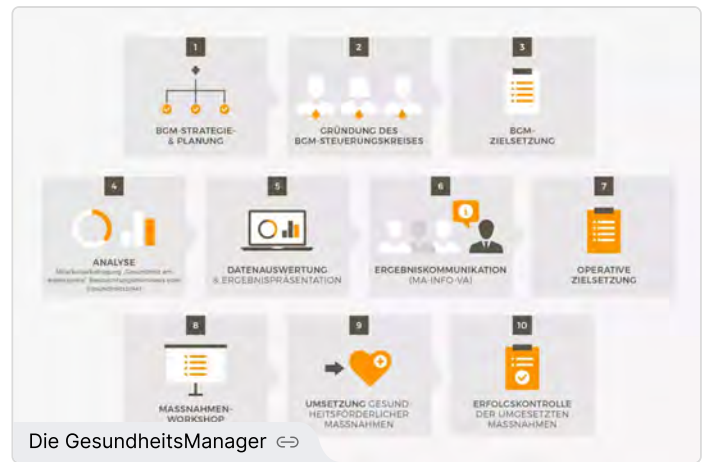 1
2
3
BGM-STRATEGIE-
& PLANUNG
GRÜNDUNG DES
BGM-STEUERUNGSKREISES
BGM-
ZIELSETZUNG
4
5
6
7
ANALYSE
DATENAUSWERTUNG
& ERGEBNISPRÄSENTATION
ERGEBNISKOMMUNIKATION
(MA-INFO-VA)
OPERATIVE
ZIELSETZUNG
8
9
10
MASSNAHMEN-
WORKSHOP
UMSETZUNG GESUND
HEITSFÖRDERLICHER
MASSNAHMEN
ERFOLGSKONTROLLE
DER UMGESETZTEN
MASSNAHMEN
Die GesundheitsManager